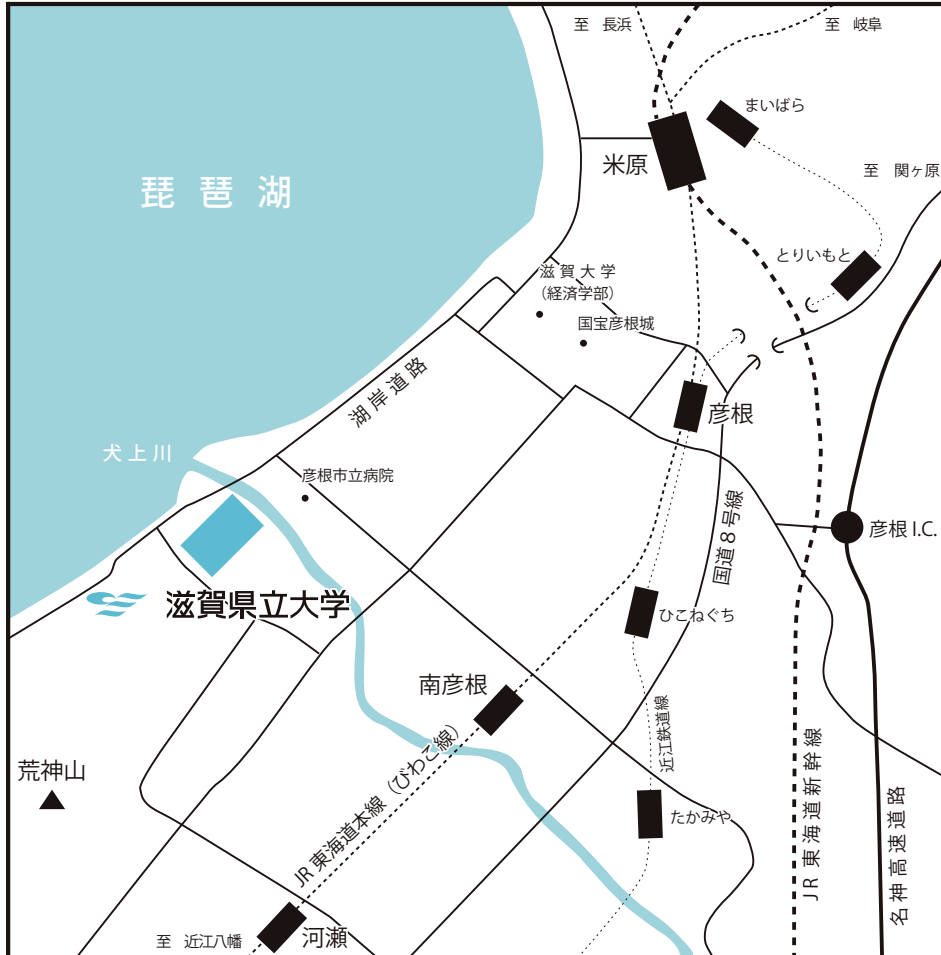 至 長浜
至 岐阜
まいばら
米原
至 関ヶ原
琵琶湖
とりいもと
滋賀大学
（経済学部）
国宝彦根城
湖岸道路
彦根
犬上川
彦根市立病院
国道８号線
彦根 I.C.
滋賀県立大学
ひこねぐち
南彦根
近江鉄道線
JR 東海道本線（びわこ線）
JR 東海道新幹線
荒神山
たかみや
名神高速道路
至 近江八幡
河瀬